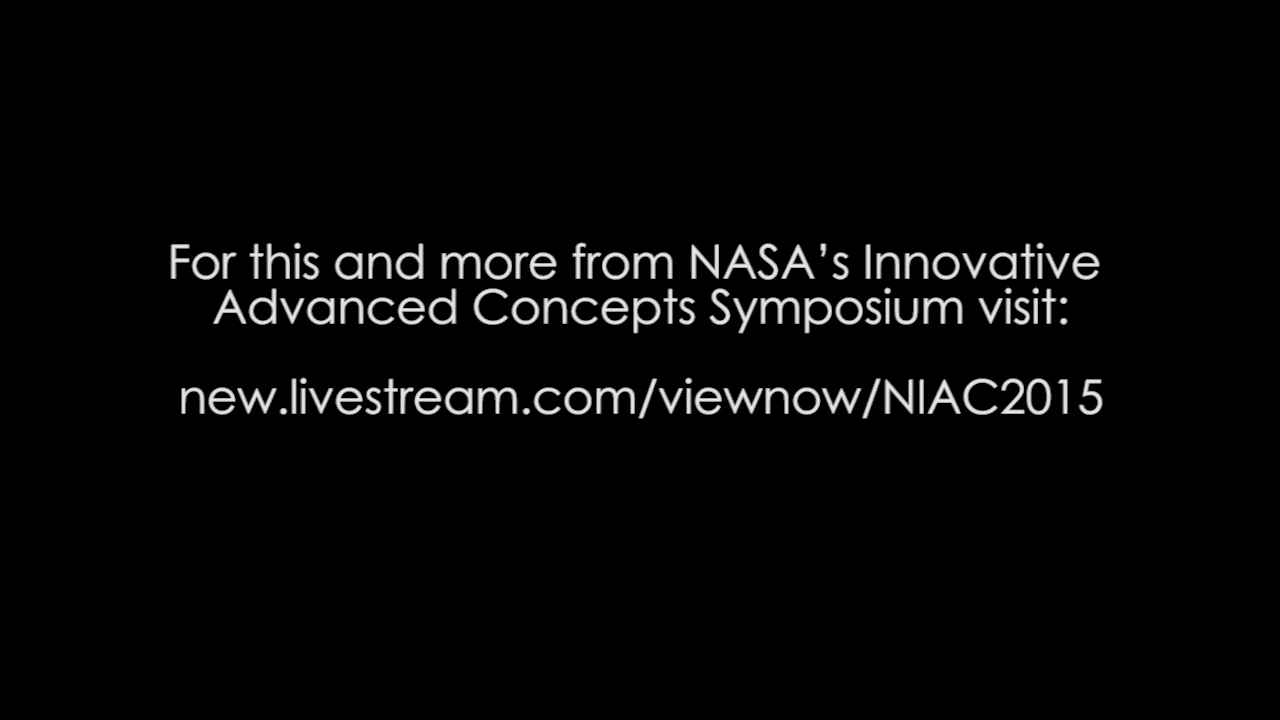 For this and more from NASA’s Innovative
Advanced Concepts Symposium visit:
new.livestream.com/viewnow/NIAC2015